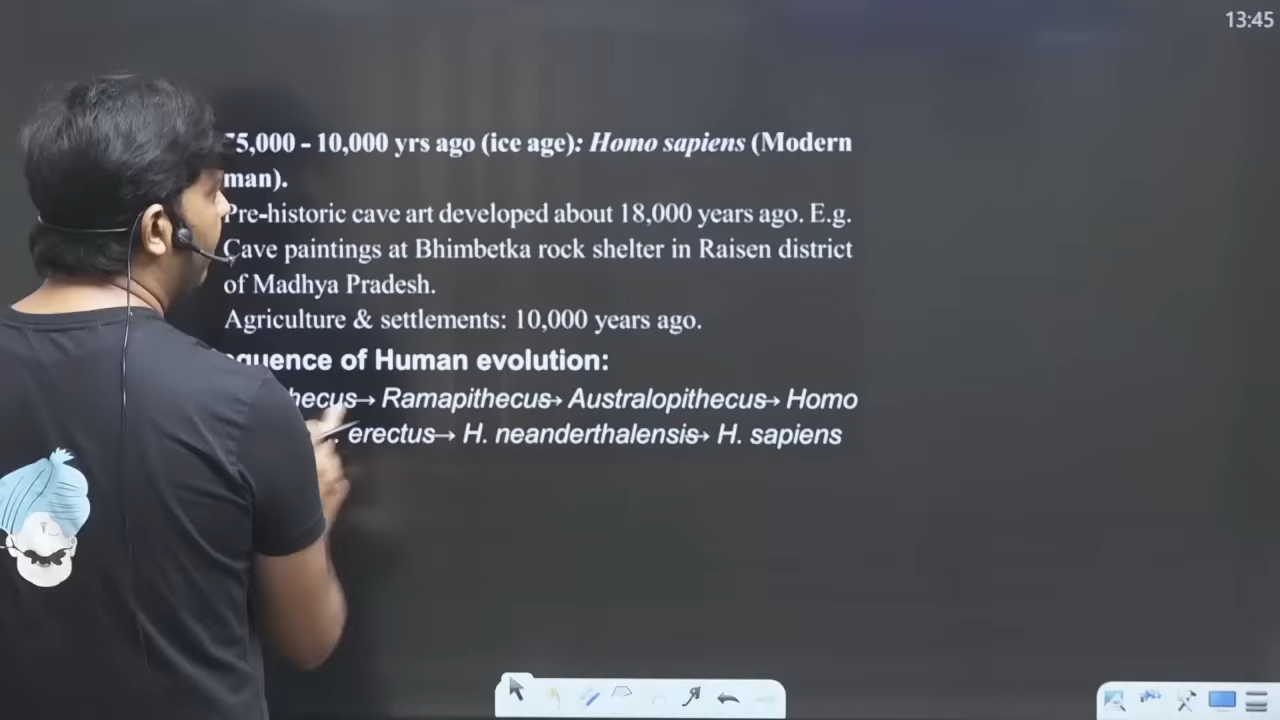 13:45
75,000 - 10,000 yrs ago (ice age): Homo sapiens (Modern
man).
Pre-historic cave art developed about 18,000 years ago. E.g.
Cave paintings at Bhimbetka rock shelter in Raisen district
of Madhya Pradesh.
Agriculture & settlements: 10,000 years ago.
quence of Human evolution:
hecus→ Ramapithecus→ Australopithecus→ Homo
erectus→ H. neanderthalensis→ H. sapiens